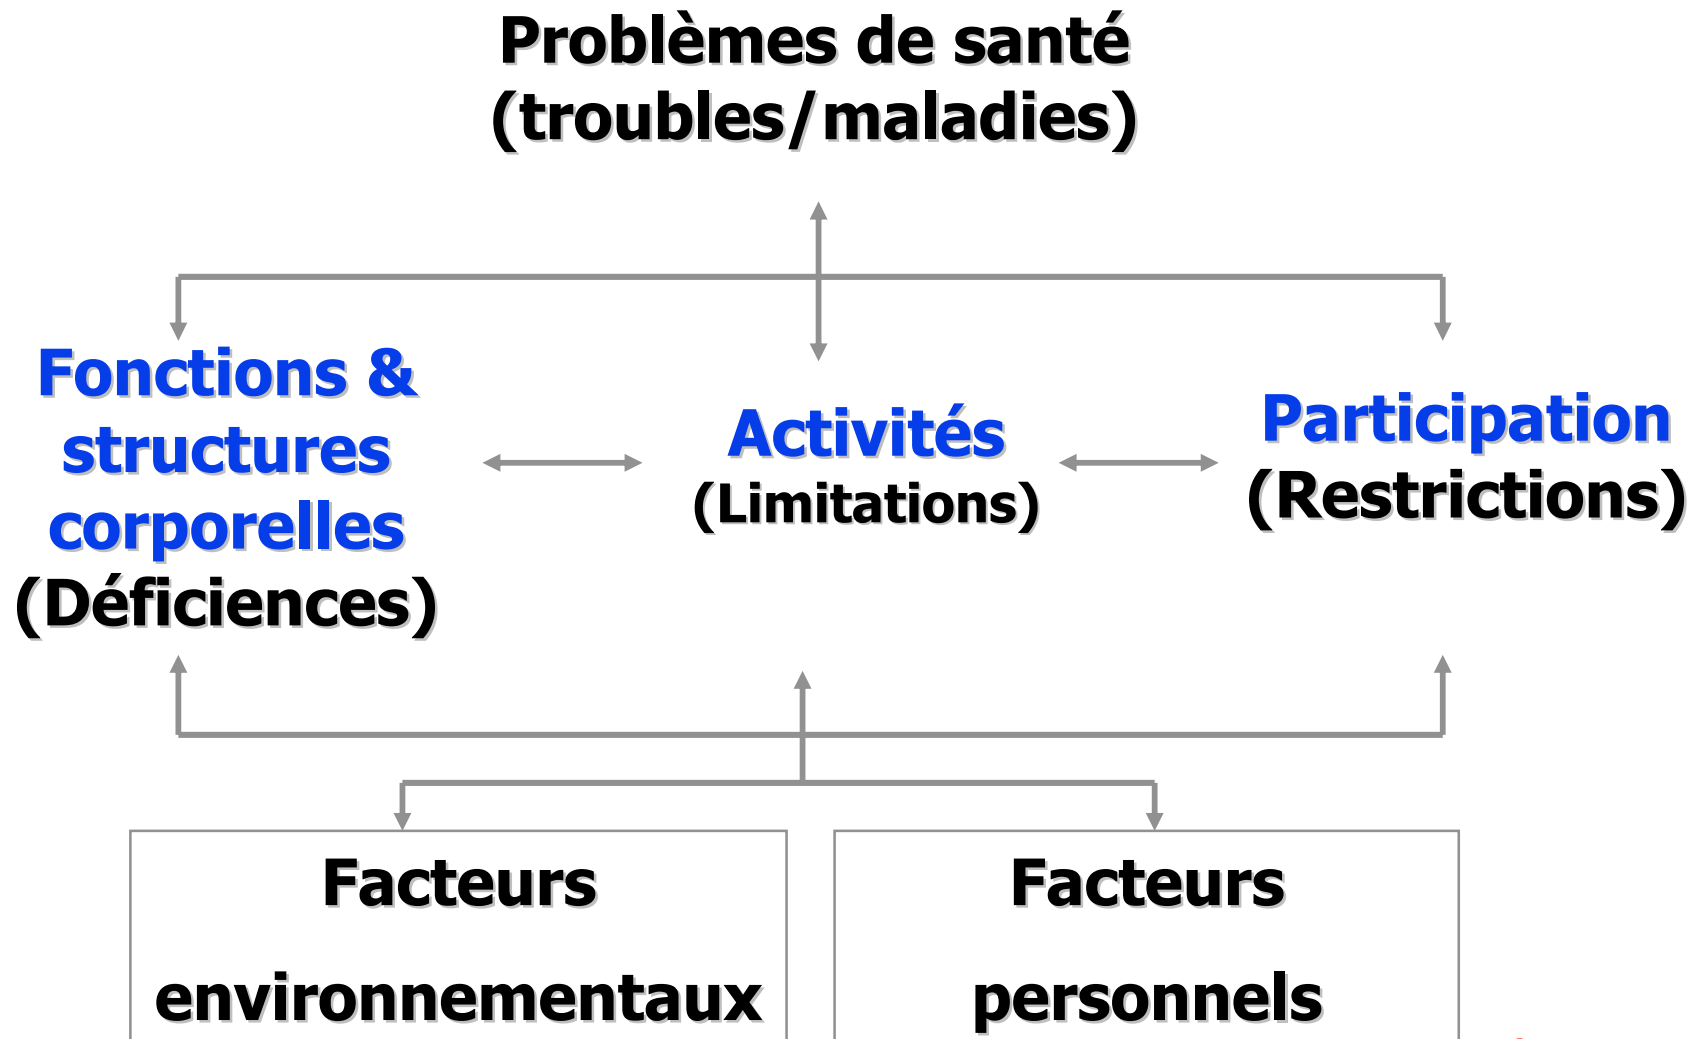 Problèmes de santé
(troubles/maladies)
Fonctions &
structures
corporelles
(Déficiences)
Activités
(Limitations)
Participation
(Restrictions)
Facteurs
environnementaux
Facteurs
personnels